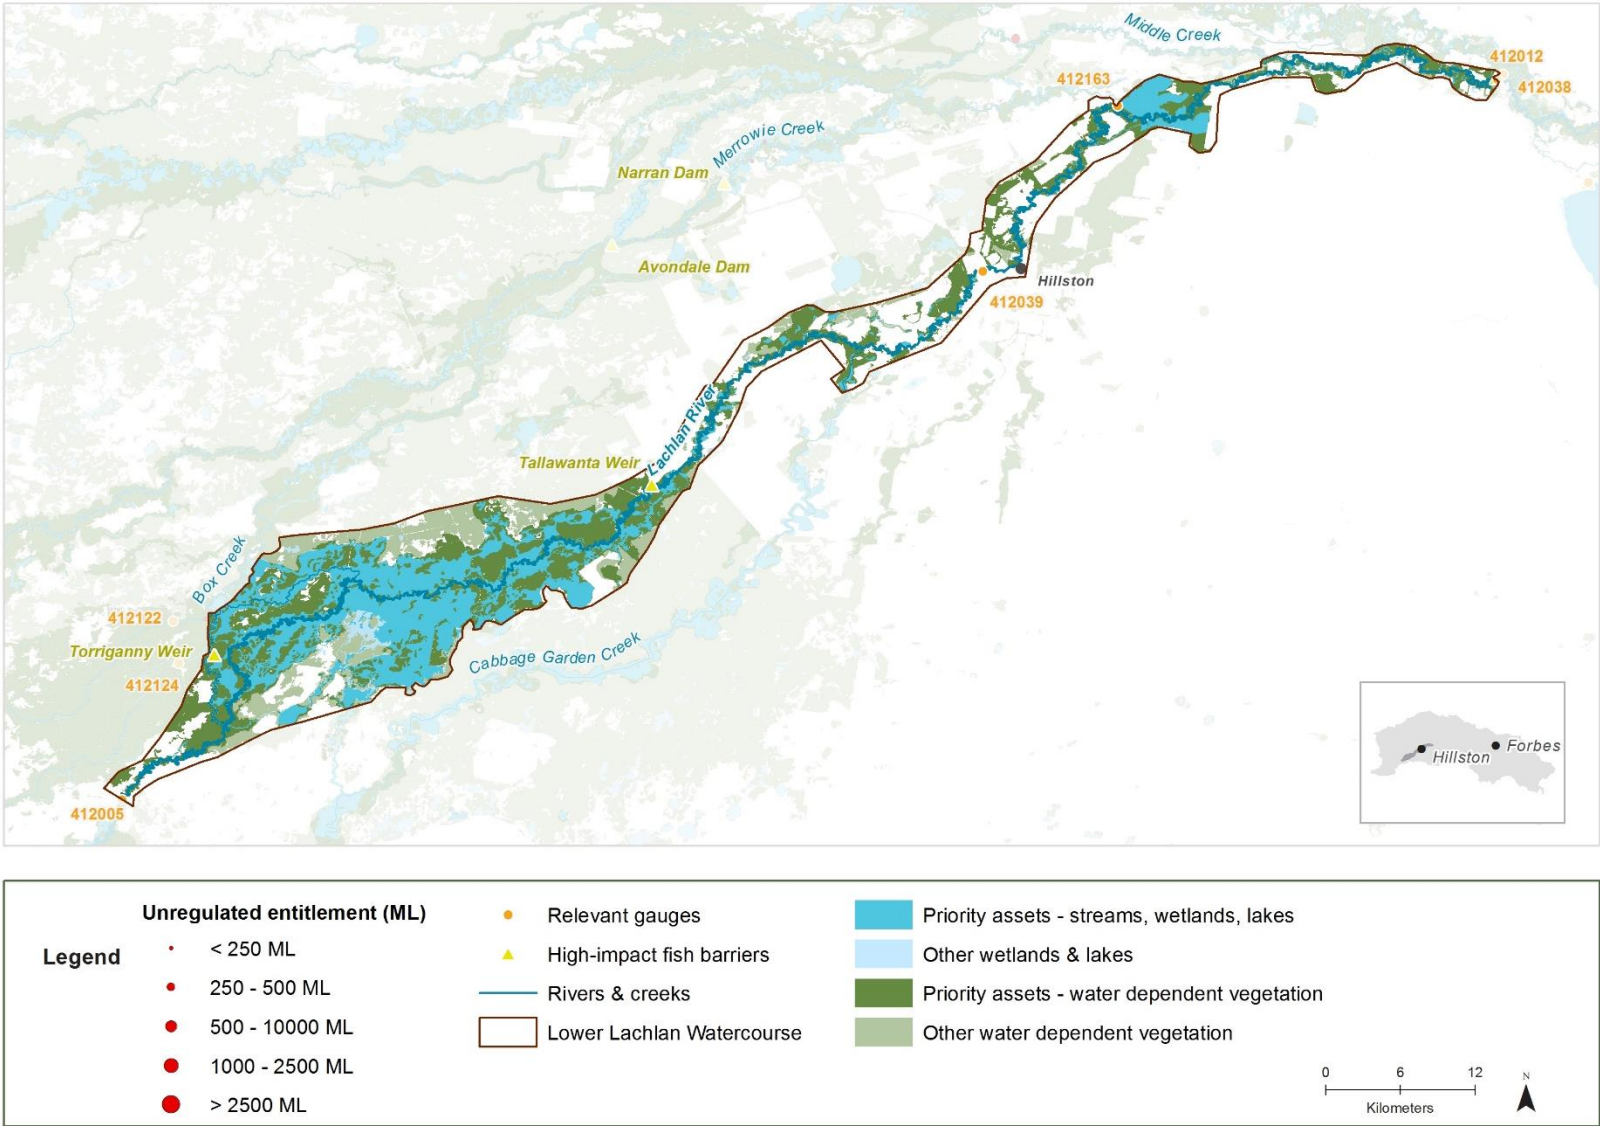 Middle Creek
412012
412163
412038
Merrowie Creek
Narran Dam
Avondale Dam
Hillston
412039
Lachlan River
Tallawanta Weir
Box Creek
412122
Torriganny Weir
Cabbage Garden Creek
412124
412005
Forbes
Hillston
Legend
Unregulated entitlement (ML)
< 250 ML
250 - 500 ML
500 - 10000 ML
1000 - 2500 ML
> 2500 ML
Relevant gauges
High-impact fish barriers
Rivers & creeks
Lower Lachlan Watercourse
Priority assets - streams, wetlands, lakes
Other wetlands & lakes
Priority assets - water dependent vegetation
Other water dependent vegetation
0 6 12
Kilometers
N